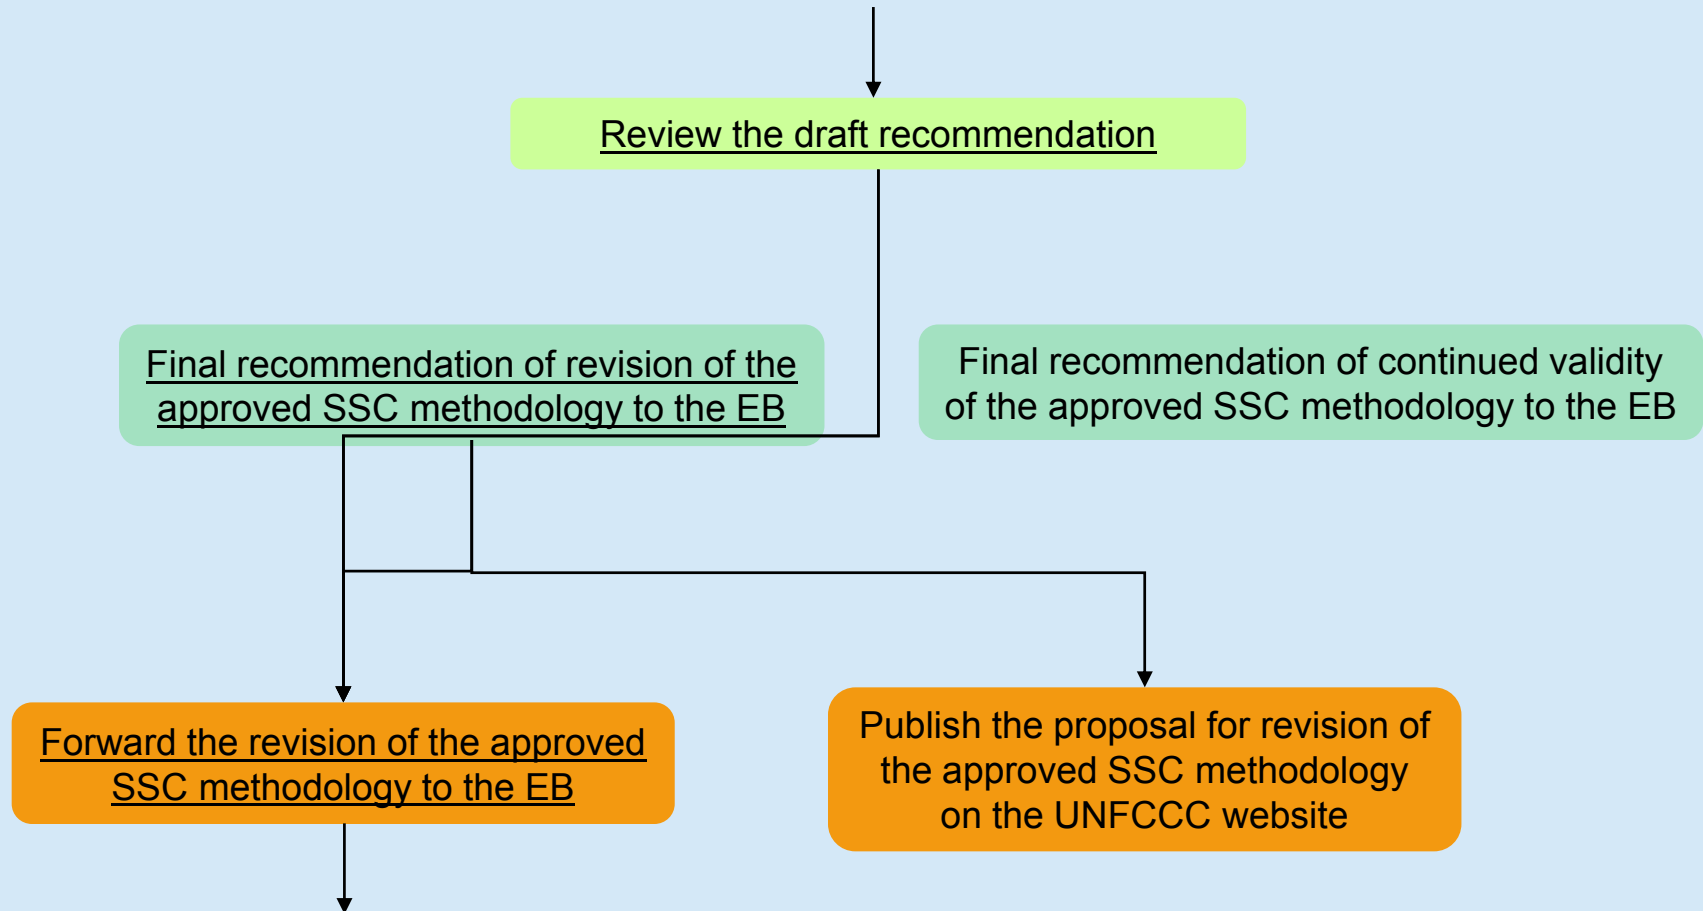 Review the draft recommendation
Final recommendation of revision of the
approved SSC methodology to the EB
Final recommendation of continued validity
of the approved SSC methodology to the EB
Forward the revision of the approved
SSC methodology to the EB
Publish the proposal for revision of
the approved SSC methodology
on the UNFCCC website